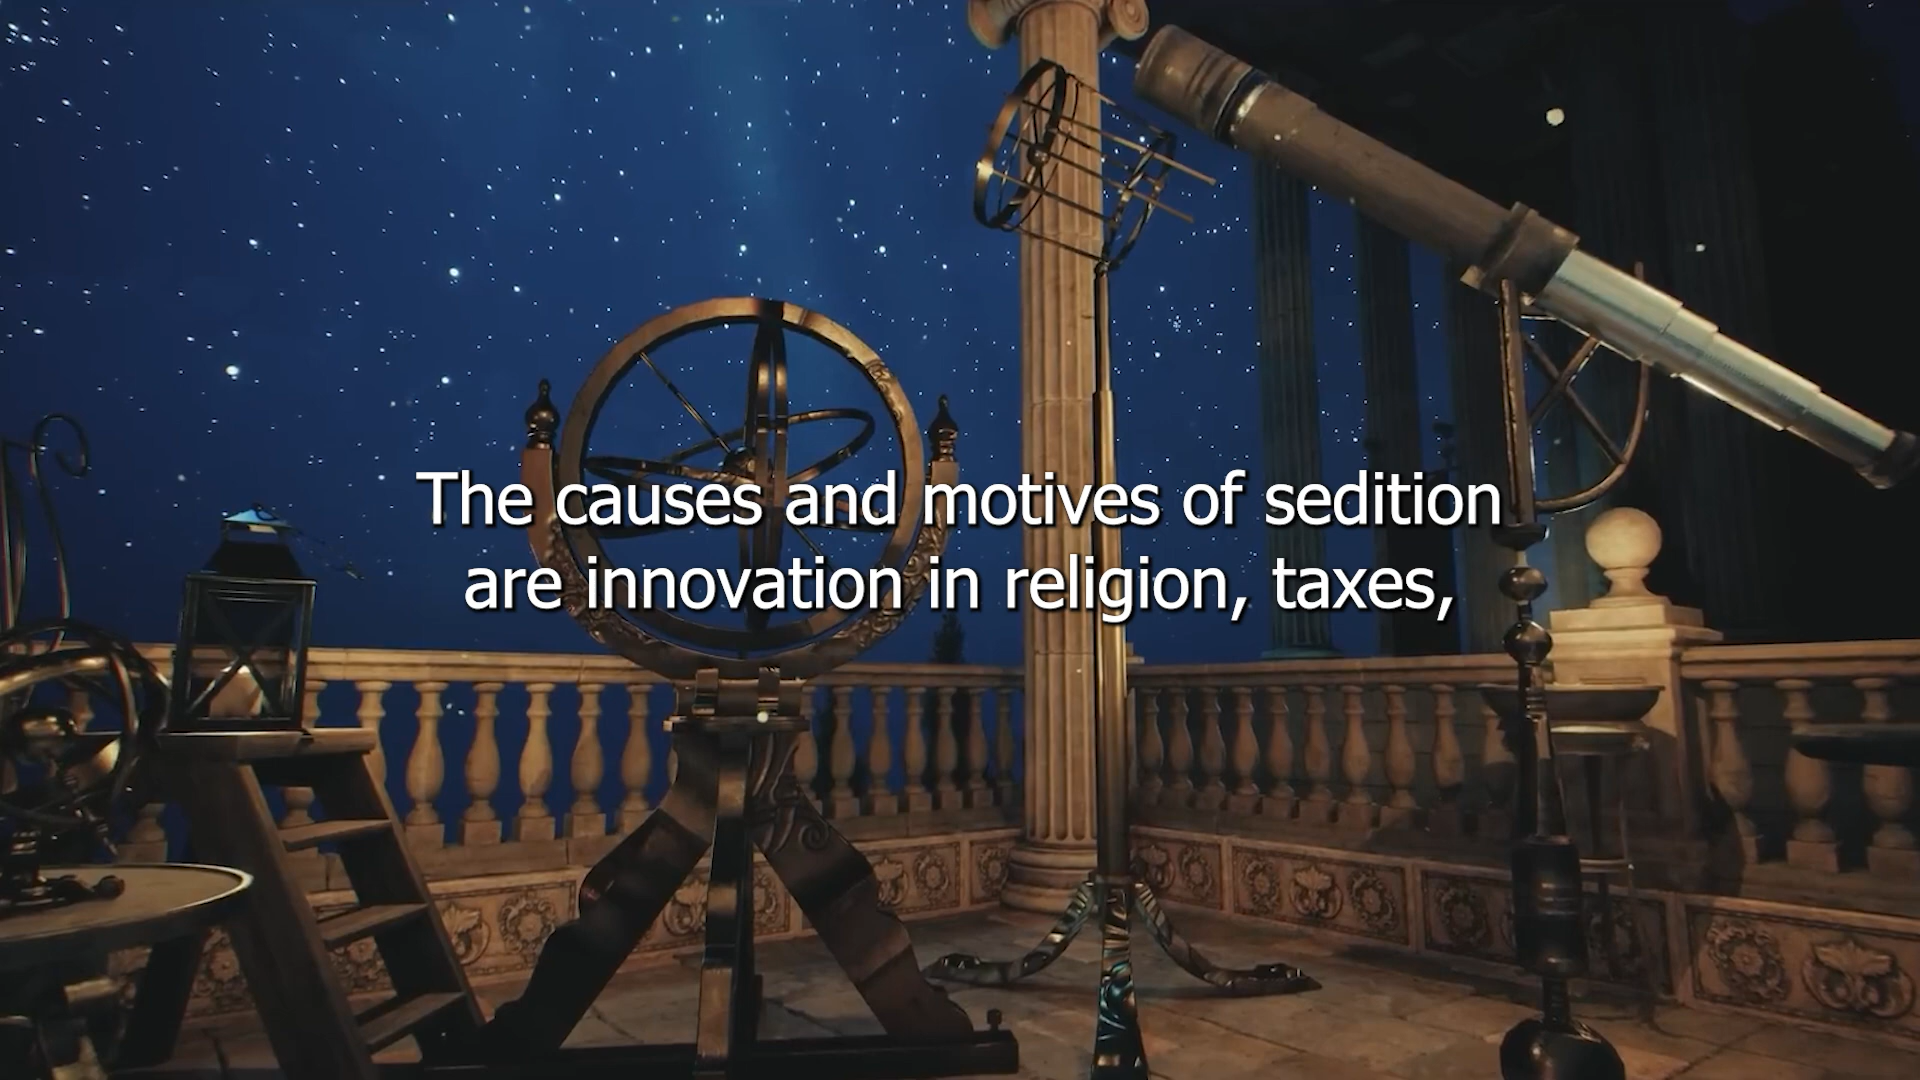 The causes and motives of sedition
are innovation in religion, taxes,